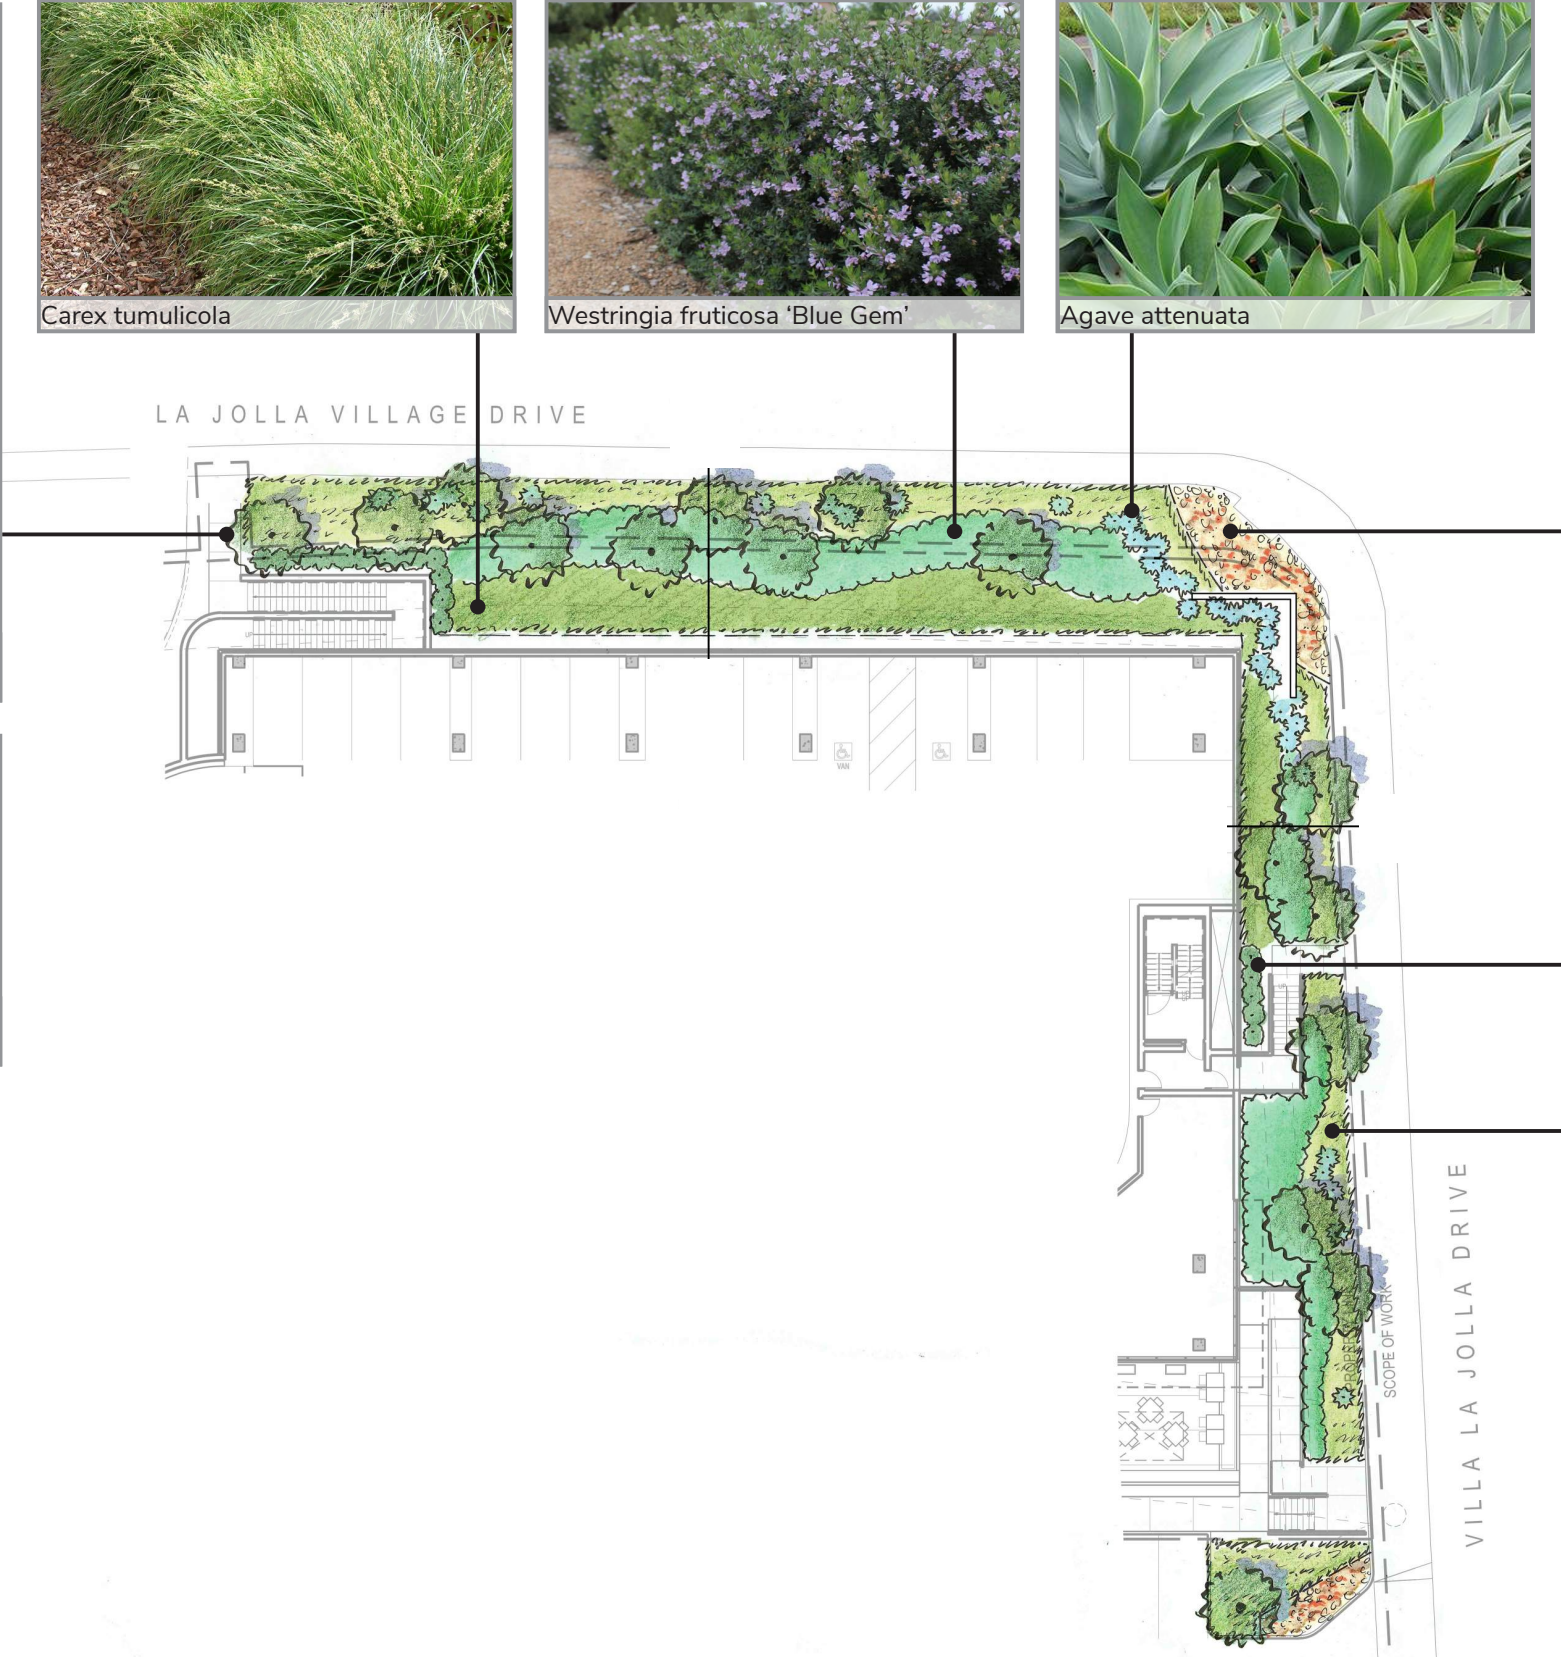 Carex tumulicola
Westringia fruticosa ‘Blue Gem’
Agave attenuata
LA JOLLA VILLAGE DRIVE
UP
VAN
SCOPE OF WORK
VILLA LA JOLLA DRIVE